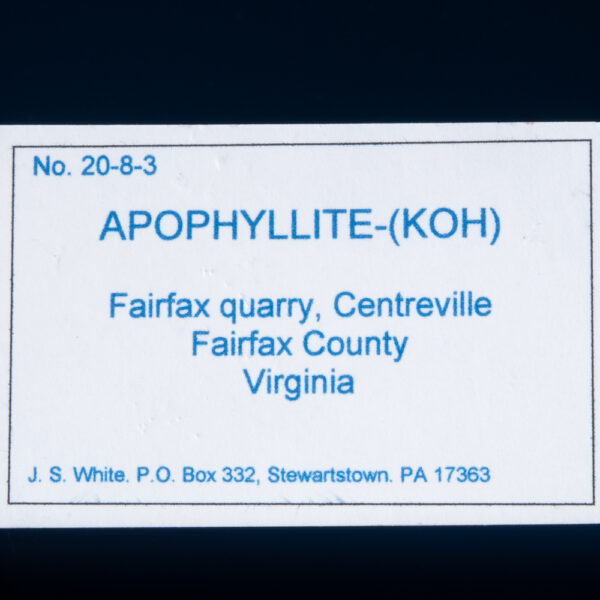 No. 20-8-3
APOPHYLLITE-(KOH)
Fairfax quarry, Centreville
Fairfax County
Virginia
J. S. White. P.O. Box 332, Stewartstown. PA 17363